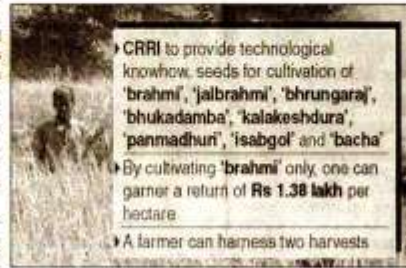 CRRI to provide technological
knowhow, seeds for cultivation of
'brahmi', 'jalbrahmi', 'bhrungaraj',
'bhukadamba', 'kalakeshdura',
'panmadhuri', 'isabgol' and 'bacha'
By cultivating 'brahmi' only, one can
garner a return of Rs 1.38 lakh per
hectare
A farmer can harness two harvests